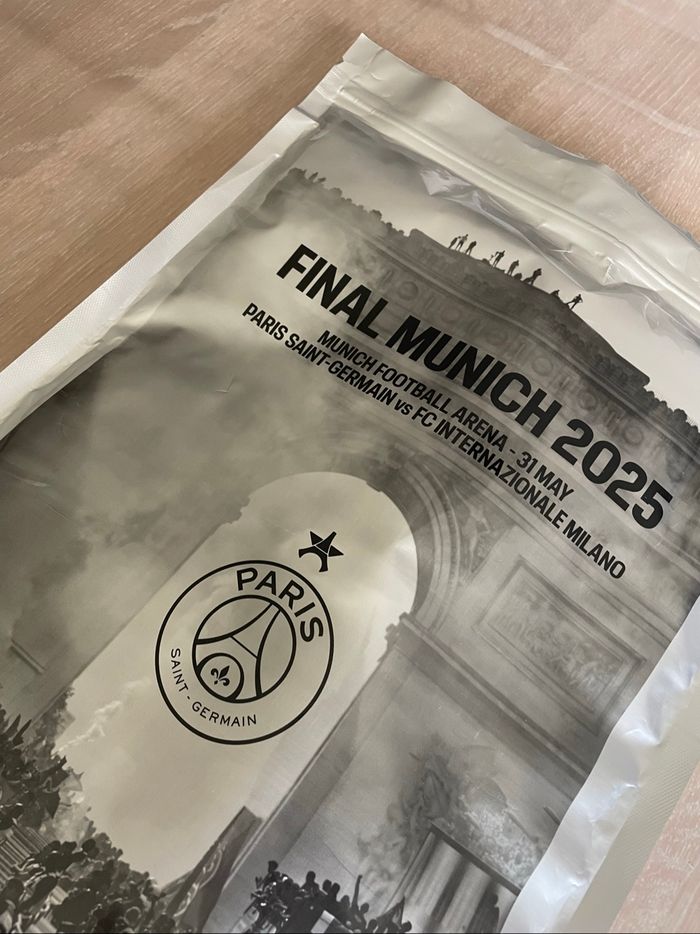 FINAL MUNICH 2025
MUNICH FOOTBALL ARENA - 31 MAY
PARIS SAINT-GERMAIN vs FC INTERNAZIONALE MILANO
PARIS
SAINT - GERMAIN